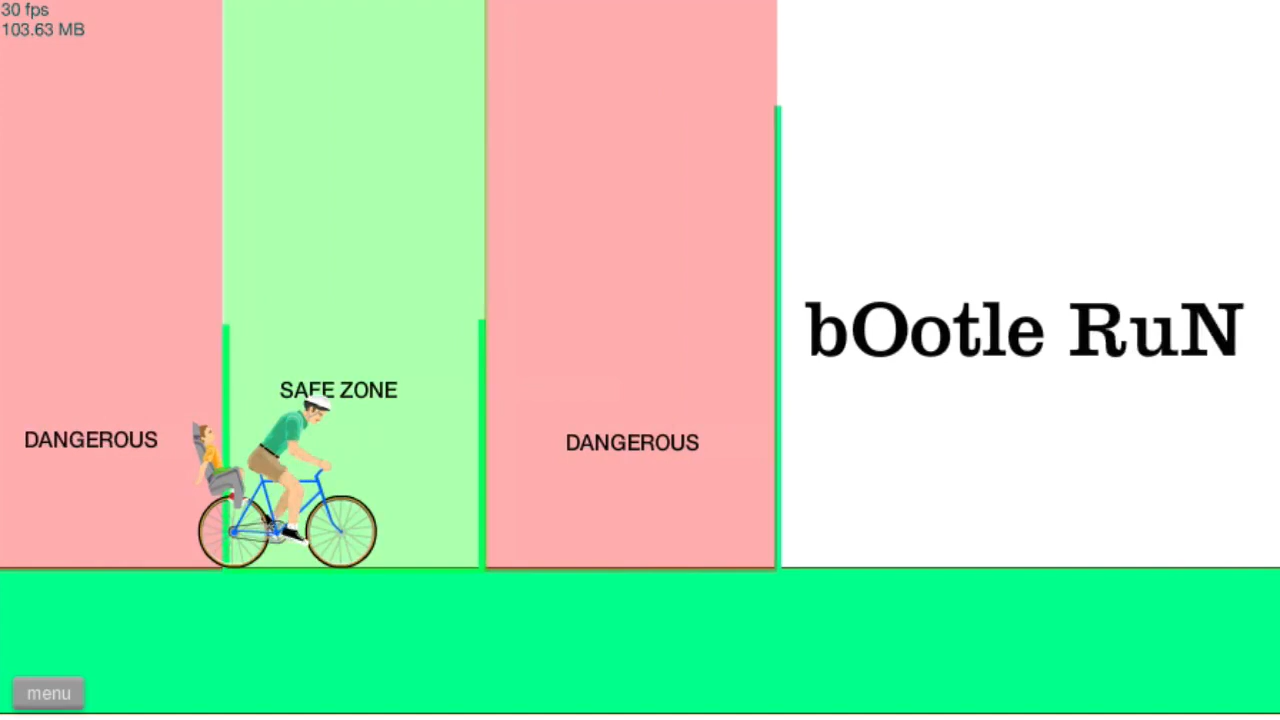 30 fps
103.63 MB
bOotle RuN
SAFE ZONE
DANGEROUS
DANGEROUS
menu